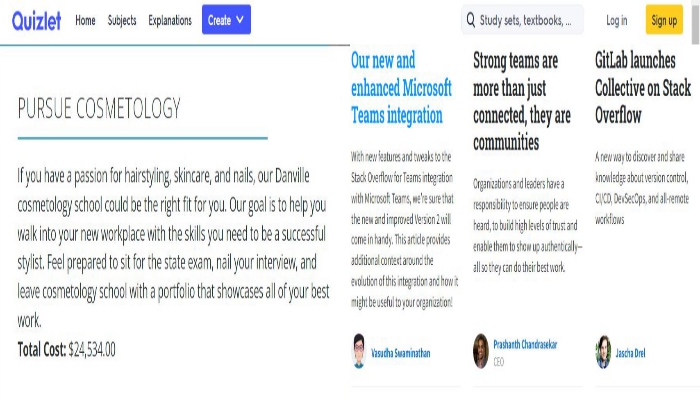 Quizlet Home Subjects Explanations Create Study sets, textbooks, ... Log in Sign up
PURSUE COSMETOLOGY
If you have a passion for hairstyling, skincare, and nails, our Danville
cosmetology school could be the right fit for you. Our goal is to help you
walk into your new workplace with the skills you need to be a successful
stylist. Feel prepared to sit for the state exam, nail your interview, and
leave cosmetology school with a portfolio that showcases all of your best
work.
Total Cost: $24,534.00
Our new and
enhanced Microsoft
Teams integration
With new features and tweaks to the
Stack Overflow for Teams integration
with Microsoft Teams, we're sure that
the new and improved Version 2 will
come in handy. This article provides
additional context around the
evolution of this integration and how it
might be useful to your organization!
Vasudha Swaminathan
Strong teams are
more than just
connected, they are
communities
Organizations and leaders have a
responsibility to ensure people are
heard, to build high levels of trust and
enable them to show up authentically—
all so they can do their best work.
Prashanth Chandrasekar
CEO
GitLab launches
Collective on Stack
Overflow
A new way to discover and share
knowledge about version control,
CI/CD, DevSecOps, and all-remote
workflows
Jascha Drel